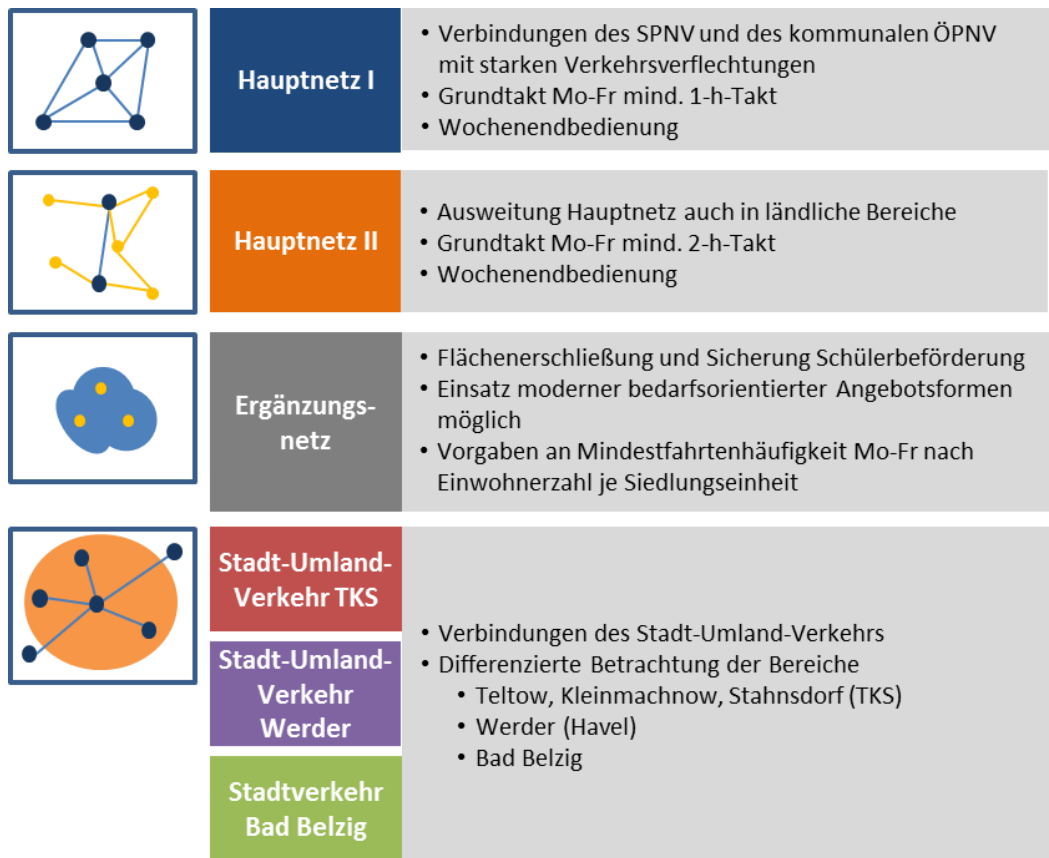 Hauptnetz I
• Verbindungen des SPNV und des kommunalen ÖPNV
mit starken Verkehrsverflechtungen
• Grundtakt Mo-Fr mind. 1-h-Takt
• Wochenendbedienung
Hauptnetz II
• Ausweitung Hauptnetz auch in ländliche Bereiche
• Grundtakt Mo-Fr mind. 2-h-Takt
• Wochenendbedienung
Ergänzungs-
netz
• Flächenerschließung und Sicherung Schülerbeförderung
• Einsatz moderner bedarfsorientierter Angebotsformen
möglich
• Vorgaben an Mindestfahrtenhäufigkeit Mo-Fr nach
Einwohnerzahl je Siedlungseinheit
Stadt-Umland-
Verkehr TKS
Stadt-Umland-
Verkehr
Werder
Stadtverkehr
Bad Belzig
• Verbindungen des Stadt-Umland-Verkehrs
• Differenzierte Betrachtung der Bereiche
• Teltow, Kleinmachnow, Stahnsdorf (TKS)
• Werder (Havel)
• Bad Belzig